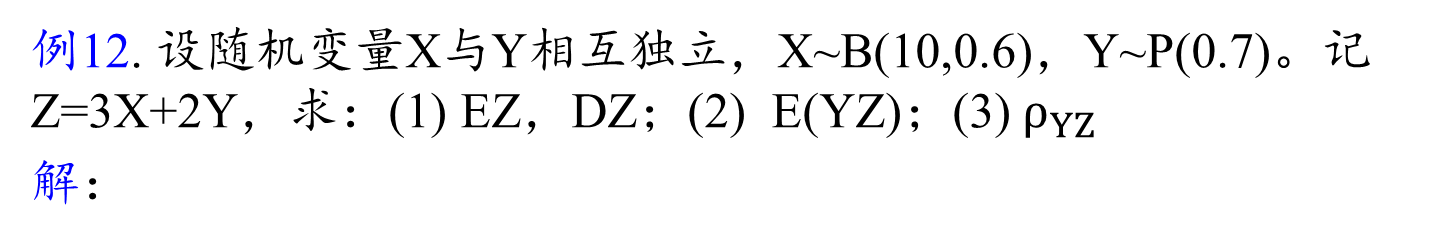 例12. 设随机变量X与Y相互独立，X~B(10,0.6)，Y~P(0.7)。记
Z=3X+2Y，求：(1) EZ，DZ；(2) E(YZ)；(3) ρYZ
解：